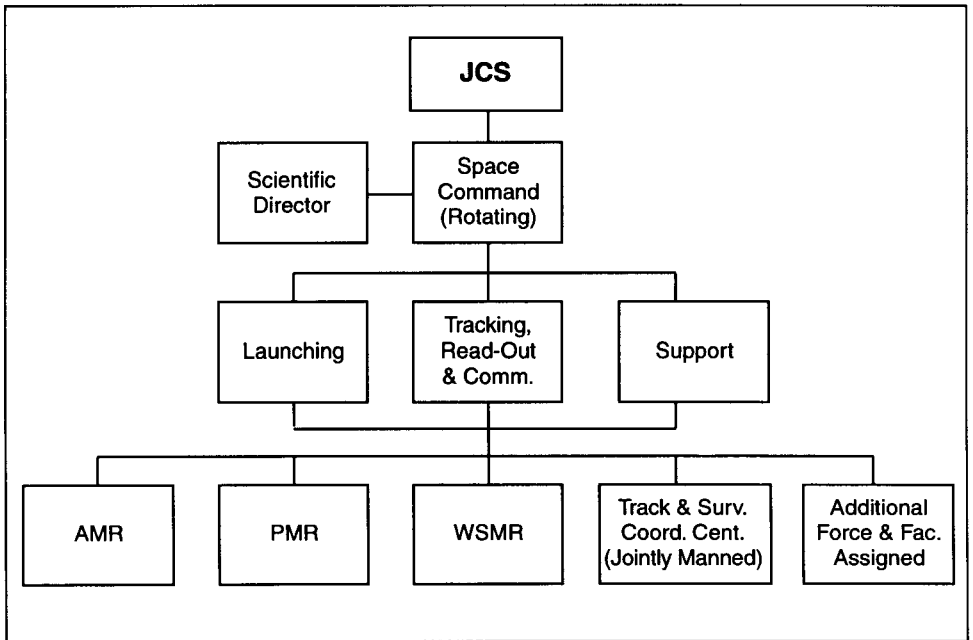 JCS
Scientific
Director
Space
Command
(Rotating)
Launching
Tracking,
Read-Out
& Comm.
Support
AMR
PMR
WSMR
Track & Surv.
Coord. Cent.
(Jointly Manned)
Additional
Force & Fac.
Assigned